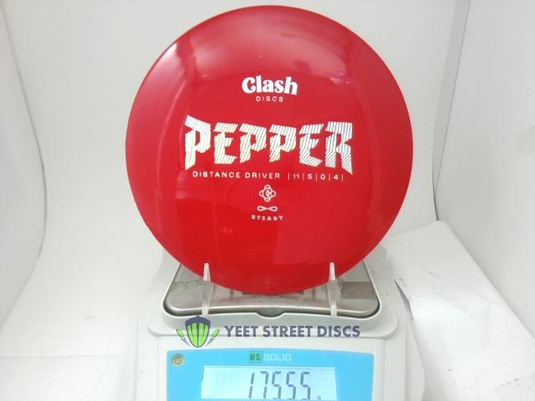 Clash
DISCS
PEPPER
DISTANCE DRIVER | 11 | 5 | 0 | 4 |
STEADY
YEET STREET DISCS
US SOLID
175.55 g